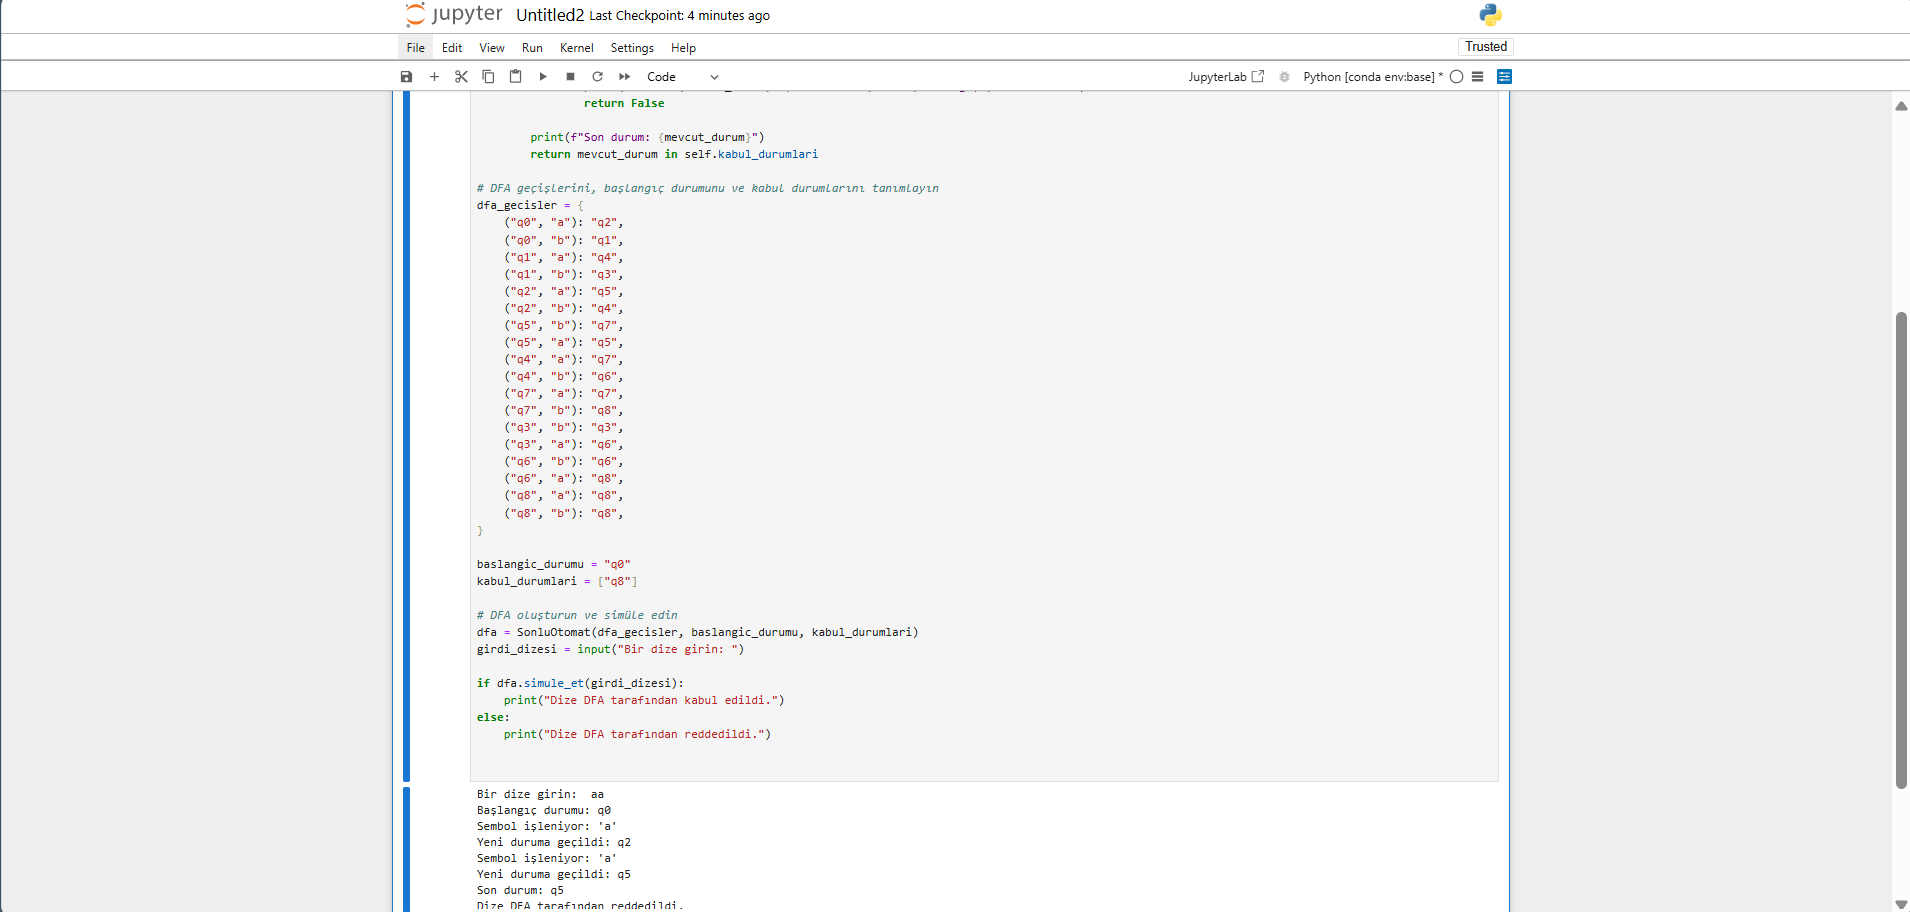 jupyter Untitled2 Last Checkpoint: 4 minutes ago
File Edit View Run Kernel Settings Help Trusted
Code JupyterLab Python [conda env:base] *
return False
print(f"Son durum: {mevcut_durum}")
return mevcut_durum in self.kabul_durumlari
# DFA geçişlerini, başlangıç durumunu ve kabul durumlarını tanımlayın
dfa_gecisler = {
("q0", "a"): "q2",
("q0", "b"): "q1",
("q1", "a"): "q4",
("q1", "b"): "q3",
("q2", "a"): "q5",
("q2", "b"): "q4",
("q5", "b"): "q7",
("q5", "a"): "q5",
("q4", "a"): "q7",
("q4", "b"): "q6",
("q7", "a"): "q7",
("q7", "b"): "q8",
("q3", "b"): "q3",
("q3", "a"): "q6",
("q6", "b"): "q6",
("q6", "a"): "q8",
("q8", "a"): "q8",
("q8", "b"): "q8",
}
baslangic_durumu = "q0"
kabul_durumlari = ["q8"]
# DFA oluşturun ve simüle edin
dfa = SonluOtomat(dfa_gecisler, baslangic_durumu, kabul_durumlari)
girdi_dizesi = input("Bir dize girin: ")
if dfa.simule_et(girdi_dizesi):
print("Dize DFA tarafından kabul edildi.")
else:
print("Dize DFA tarafından reddedildi.")
Bir dize girin:  aa
Başlangıç durumu: q0
Sembol işleniyor: 'a'
Yeni duruma geçildi: q2
Sembol işleniyor: 'a'
Yeni duruma geçildi: q5
Son durum: q5
Dize DFA tarafından reddedildi.